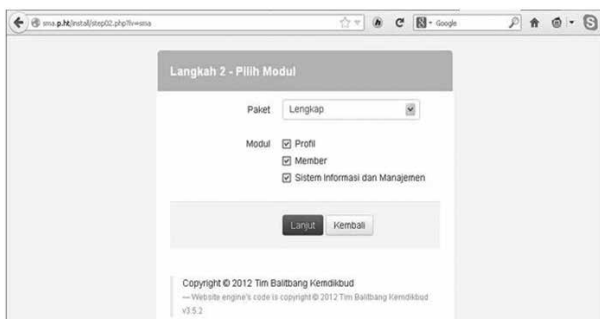 sma.p.ht/install/step02.php?lv=sma
Google
Langkah 2 - Pilih Modul
Paket Lengkap
Modul Profil
Member
Sistem Informasi dan Manajemen
Lanjut Kembali
Copyright © 2012 Tim Balitbang Kemdikbud
— Website engine's code is copyright © 2012 Tim Balitbang Kemdikbud
v3.5.2